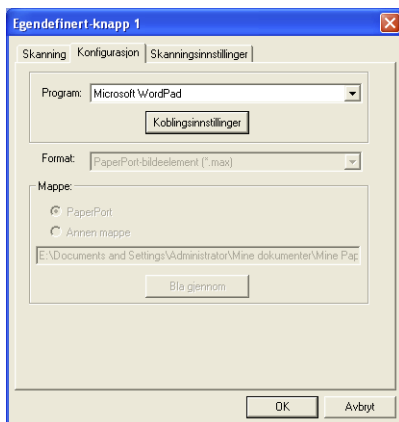 Egendefinert-knapp 1
Skanning Konfigurasjon Skanningsinnstillinger
Program: Microsoft WordPad
Koblingsinnstillinger
Format: PaperPort-bildeelement (*.max)
Mappe:
PaperPort
Annen mappe
E:\Documents and Settings\Administrator\Mine dokumenter\Mine Pap
Bla gjennom
OK Avbryt